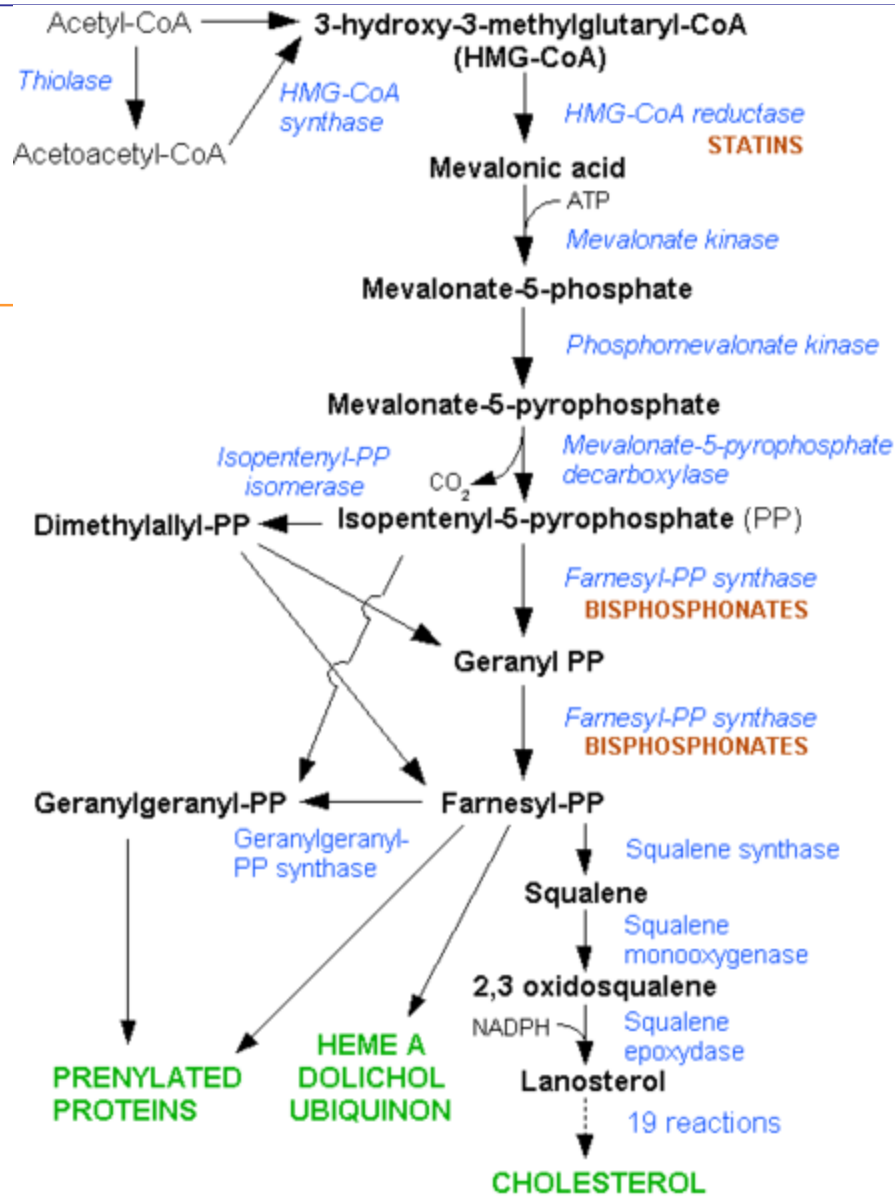 Acetyl-CoA
3-hydroxy-3-methylglutaryl-CoA
(HMG-CoA)
Thiolase
HMG-CoA
synthase
HMG-CoA reductase
STATINS
Acetoacetyl-CoA
Mevalonic acid
ATP
Mevalonate kinase
Mevalonate-5-phosphate
Phosphomevalonate kinase
Mevalonate-5-pyrophosphate
Isopentenyl-PP
isomerase
CO₂
Mevalonate-5-pyrophosphate
decarboxylase
Dimethylallyl-PP
Isopentenyl-5-pyrophosphate (PP)
Farnesyl-PP synthase
BISPHOSPHONATES
Geranyl PP
Farnesyl-PP synthase
BISPHOSPHONATES
Geranylgeranyl-PP
Farnesyl-PP
Geranylgeranyl-
PP synthase
Squalene synthase
Squalene
Squalene
monooxygenase
2,3 oxidosqualene
NADPH
Squalene
epoxydase
Lanosterol
PRENYLATED
PROTEINS
HEME A
DOLICHOL
UBIQUINON
19 reactions
CHOLESTEROL